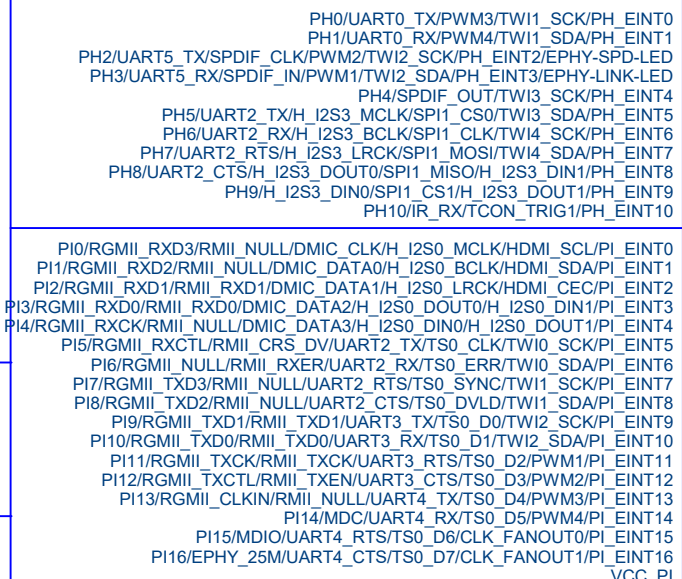 PH0/UART0_TX/PWM3/TWI1_SCK/PH_EINT0
PH1/UART0_RX/PWM4/TWI1_SDA/PH_EINT1
PH2/UART5_TX/SPDIF_CLK/PWM2/TWI2_SCK/PH_EINT2/EPHY-SPD-LED
PH3/UART5_RX/SPDIF_IN/PWM1/TWI2_SDA/PH_EINT3/EPHY-LINK-LED
PH4/SPDIF_OUT/TWI3_SCK/PH_EINT4
PH5/UART2_TX/H_I2S3_MCLK/SPI1_CS0/TWI3_SDA/PH_EINT5
PH6/UART2_RX/H_I2S3_BCLK/SPI1_CLK/TWI4_SCK/PH_EINT6
PH7/UART2_RTS/H_I2S3_LRCK/SPI1_MOSI/TWI4_SDA/PH_EINT7
PH8/UART2_CTS/H_I2S3_DOUT0/SPI1_MISO/H_I2S3_DIN1/PH_EINT8
PH9/H_I2S3_DIN0/SPI1_CS1/H_I2S3_DOUT1/PH_EINT9
PH10/IR_RX/TCON_TRIG1/PH_EINT10
PI0/RGMII_RXD3/RMII_NULL/DMIC_CLK/H_I2S0_MCLK/HDMI_SCL/PI_EINT0
PI1/RGMII_RXD2/RMII_NULL/DMIC_DATA0/H_I2S0_BCLK/HDMI_SDA/PI_EINT1
PI2/RGMII_RXD1/RMII_RXD1/DMIC_DATA1/H_I2S0_LRCK/HDMI_CEC/PI_EINT2
PI3/RGMII_RXD0/RMII_RXD0/DMIC_DATA2/H_I2S0_DOUT0/H_I2S0_DIN1/PI_EINT3
PI4/RGMII_RXCK/RMII_NULL/DMIC_DATA3/H_I2S0_DIN0/H_I2S0_DOUT1/PI_EINT4
PI5/RGMII_RXCTL/RMII_CRS_DV/UART2_TX/TS0_CLK/TWI0_SCK/PI_EINT5
PI6/RGMII_NULL/RMII_RXER/UART2_RX/TS0_ERR/TWI0_SDA/PI_EINT6
PI7/RGMII_TXD3/RMII_NULL/UART2_RTS/TS0_SYNC/TWI1_SCK/PI_EINT7
PI8/RGMII_TXD2/RMII_NULL/UART2_CTS/TS0_DVLD/TWI1_SDA/PI_EINT8
PI9/RGMII_TXD1/RMII_TXD1/UART3_TX/TS0_D0/TWI2_SCK/PI_EINT9
PI10/RGMII_TXD0/RMII_TXD0/UART3_RX/TS0_D1/TWI2_SDA/PI_EINT10
PI11/RGMII_TXCK/RMII_TXCK/UART3_RTS/TS0_D2/PWM1/PI_EINT11
PI12/RGMII_TXCTL/RMII_TXEN/UART3_CTS/TS0_D3/PWM2/PI_EINT12
PI13/RGMII_CLKIN/RMII_NULL/UART4_TX/TS0_D4/PWM3/PI_EINT13
PI14/MDC/UART4_RX/TS0_D5/PWM4/PI_EINT14
PI15/MDIO/UART4_RTS/TS0_D6/CLK_FANOUT0/PI_EINT15
PI16/EPHY_25M/UART4_CTS/TS0_D7/CLK_FANOUT1/PI_EINT16
VCC_PI